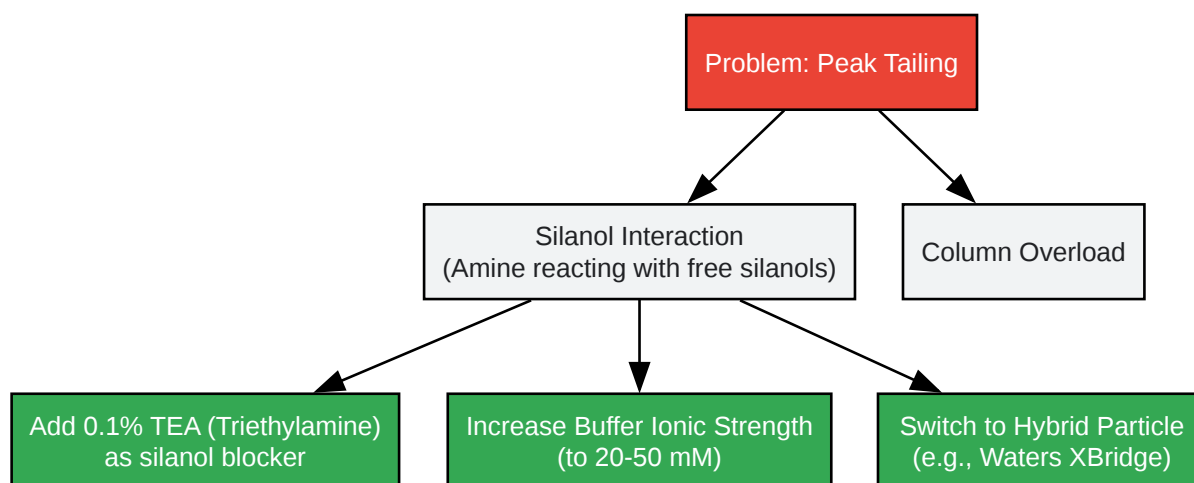 Problem: Peak Tailing
Silanol Interaction
(Amine reacting with free silanols)
Column Overload
Add 0.1% TEA (Triethylamine)
as silanol blocker
Increase Buffer Ionic Strength
(to 20-50 mM)
Switch to Hybrid Particle
(e.g., Waters XBridge)